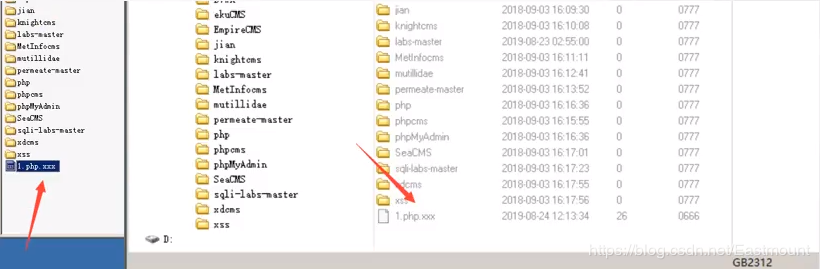 jian
knightcms
labs-master
MetInfocms
mutillidae
permeate-master
php
phpcms
phpMyAdmin
SeaCMS
sqli-labs-master
xdcms
xss
1.php.xxx
ekuCMS
EmpireCMS
jian
knightcms
labs-master
MetInfocms
mutillidae
permeate-master
php
phpcms
phpMyAdmin
SeaCMS
sqli-labs-master
xdcms
xss
D:
jian 2018-09-03 16:09:30 0 0777
knightcms 2018-09-03 16:10:08 0 0777
labs-master 2019-08-23 02:55:00 0 0777
MetInfocms 2018-09-03 16:11:11 0 0777
mutillidae 2018-09-03 16:12:41 0 0777
permeate-master 2018-09-03 16:13:52 0 0777
php 2018-09-03 16:16:36 0 0777
phpcms 2018-09-03 16:15:55 0 0777
phpMyAdmin 2018-09-03 16:16:36 0 0777
SeaCMS 2018-09-03 16:17:23 0 0777
sqli-labs-master 2018-09-03 16:17:23 0 0777
xdcms 2018-09-03 16:17:55 0 0777
xss 2018-09-03 16:17:56 0 0777
1.php.xxx 2019-08-24 12:13:34 26 0666
https://blog.csdn.net/Eastmount
GB2312